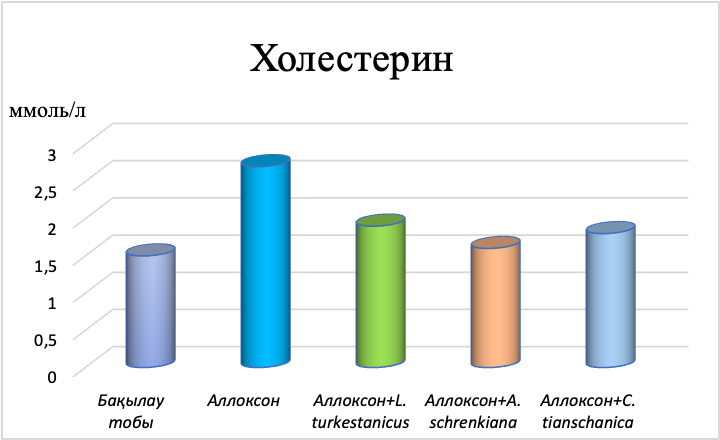 Холестерин
ммоль/л
3
2,5
2
1,5
1
0,5
0
Бақылау тобы
Аллоксон
Аллоксон+L. turkestanicus
Аллоксон+A. schrenkiana
Аллоксон+C. tianschanica